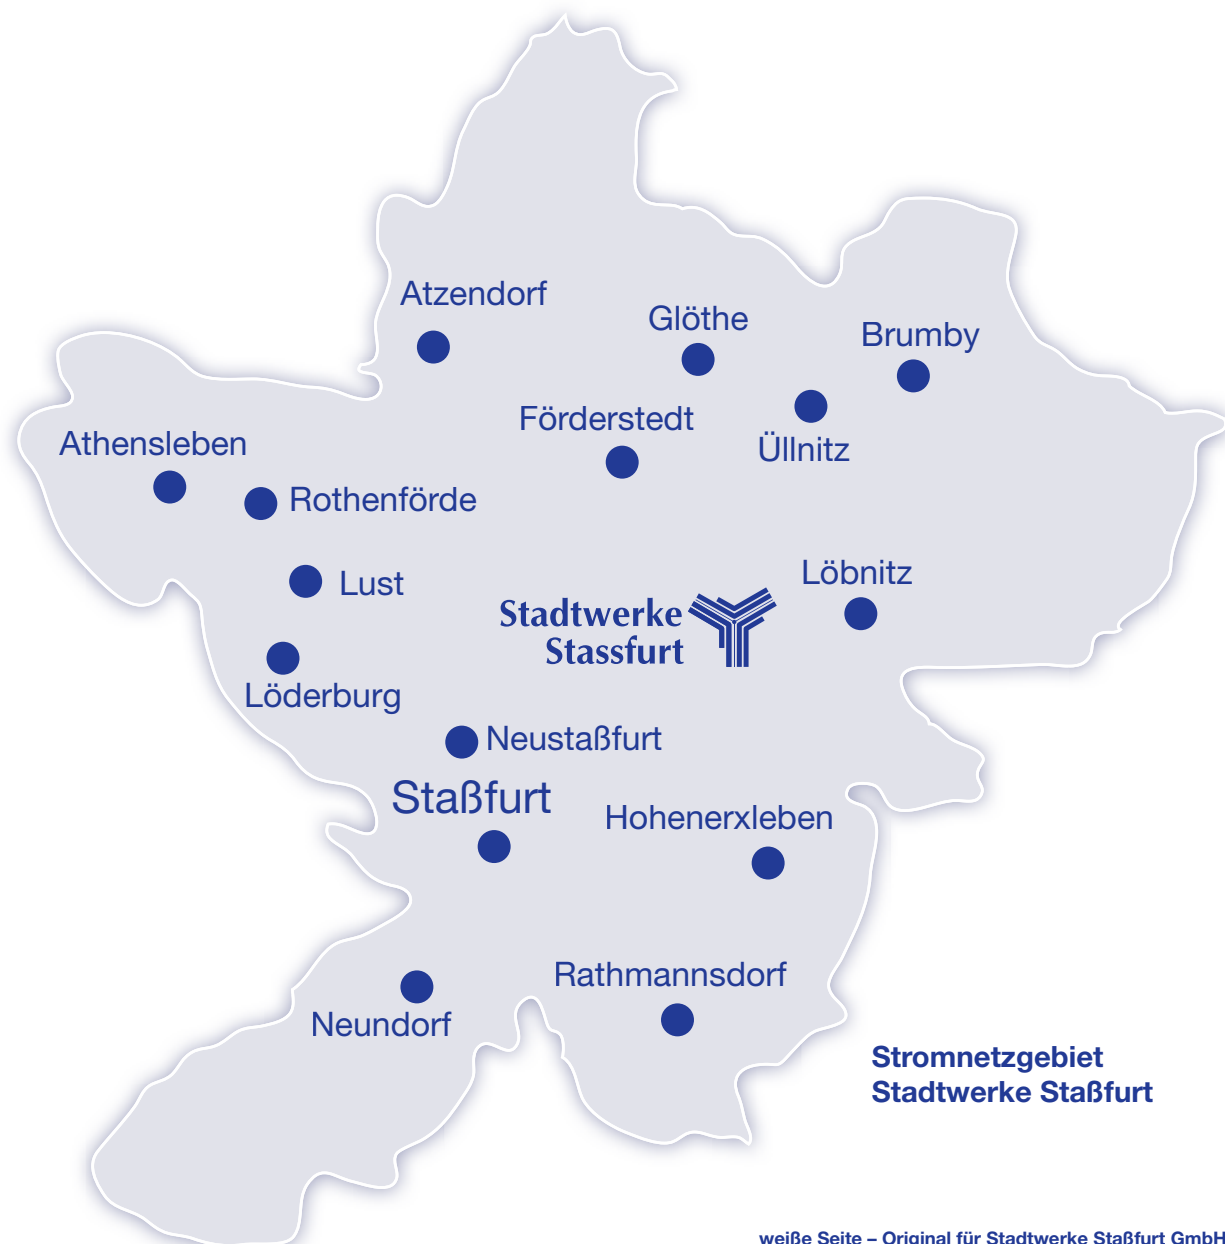 Atzendorf
Glöthe
Brumby
Förderstedt
Üllnitz
Athensleben
Rothenförde
Lust
Löbnitz
Stadtwerke
Stassfurt
Löderburg
Neustaßfurt
Staßfurt
Hohenerxleben
Rathmannsdorf
Neundorf
Stromnetzgebiet
Stadtwerke Staßfurt
weiße Seite – Original für Stadtwerke Staßfurt GmbH